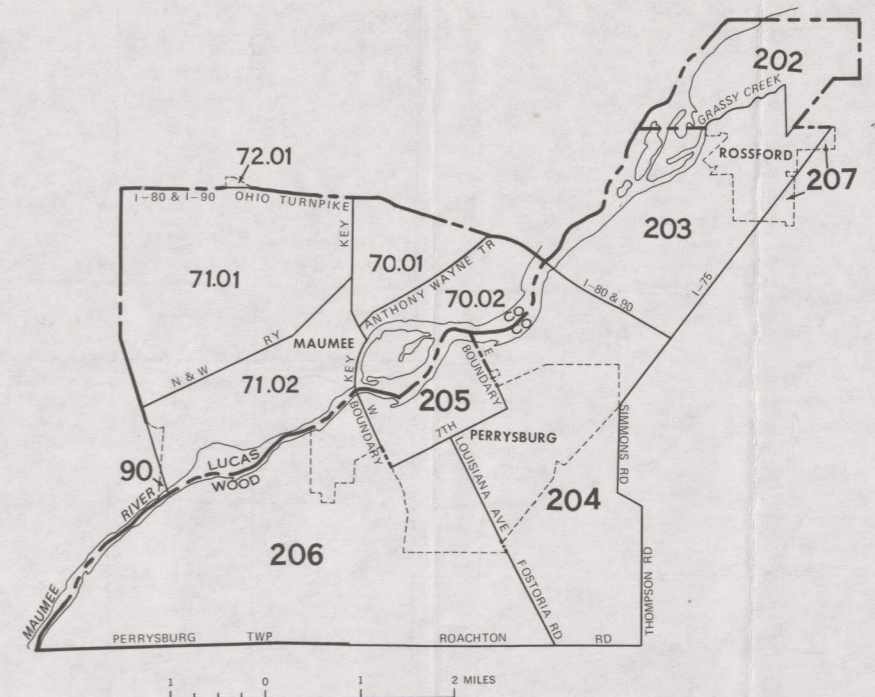 202
GRASSY CREEK
ROSSFORD
207
72.01
I-80 & I-90 OHIO TURNPIKE
KEY
203
71.01
70.01
ANTHONY WAYNE TR
70.02
I-80 & 90
I-75
CO
CO
N & W RY
MAUMEE
KEY
E BOUNDARY
71.02
205
W BOUNDARY
7TH
PERRYSBURG
SIMMONS RD
LOUISIANA AVE
90
LUCAS
WOOD
204
MAUMEE RIVER
206
FOSTORIA RD
THOMPSON RD
PERRYSBURG TWP ROACHTON RD
1 0 1 2 MILES